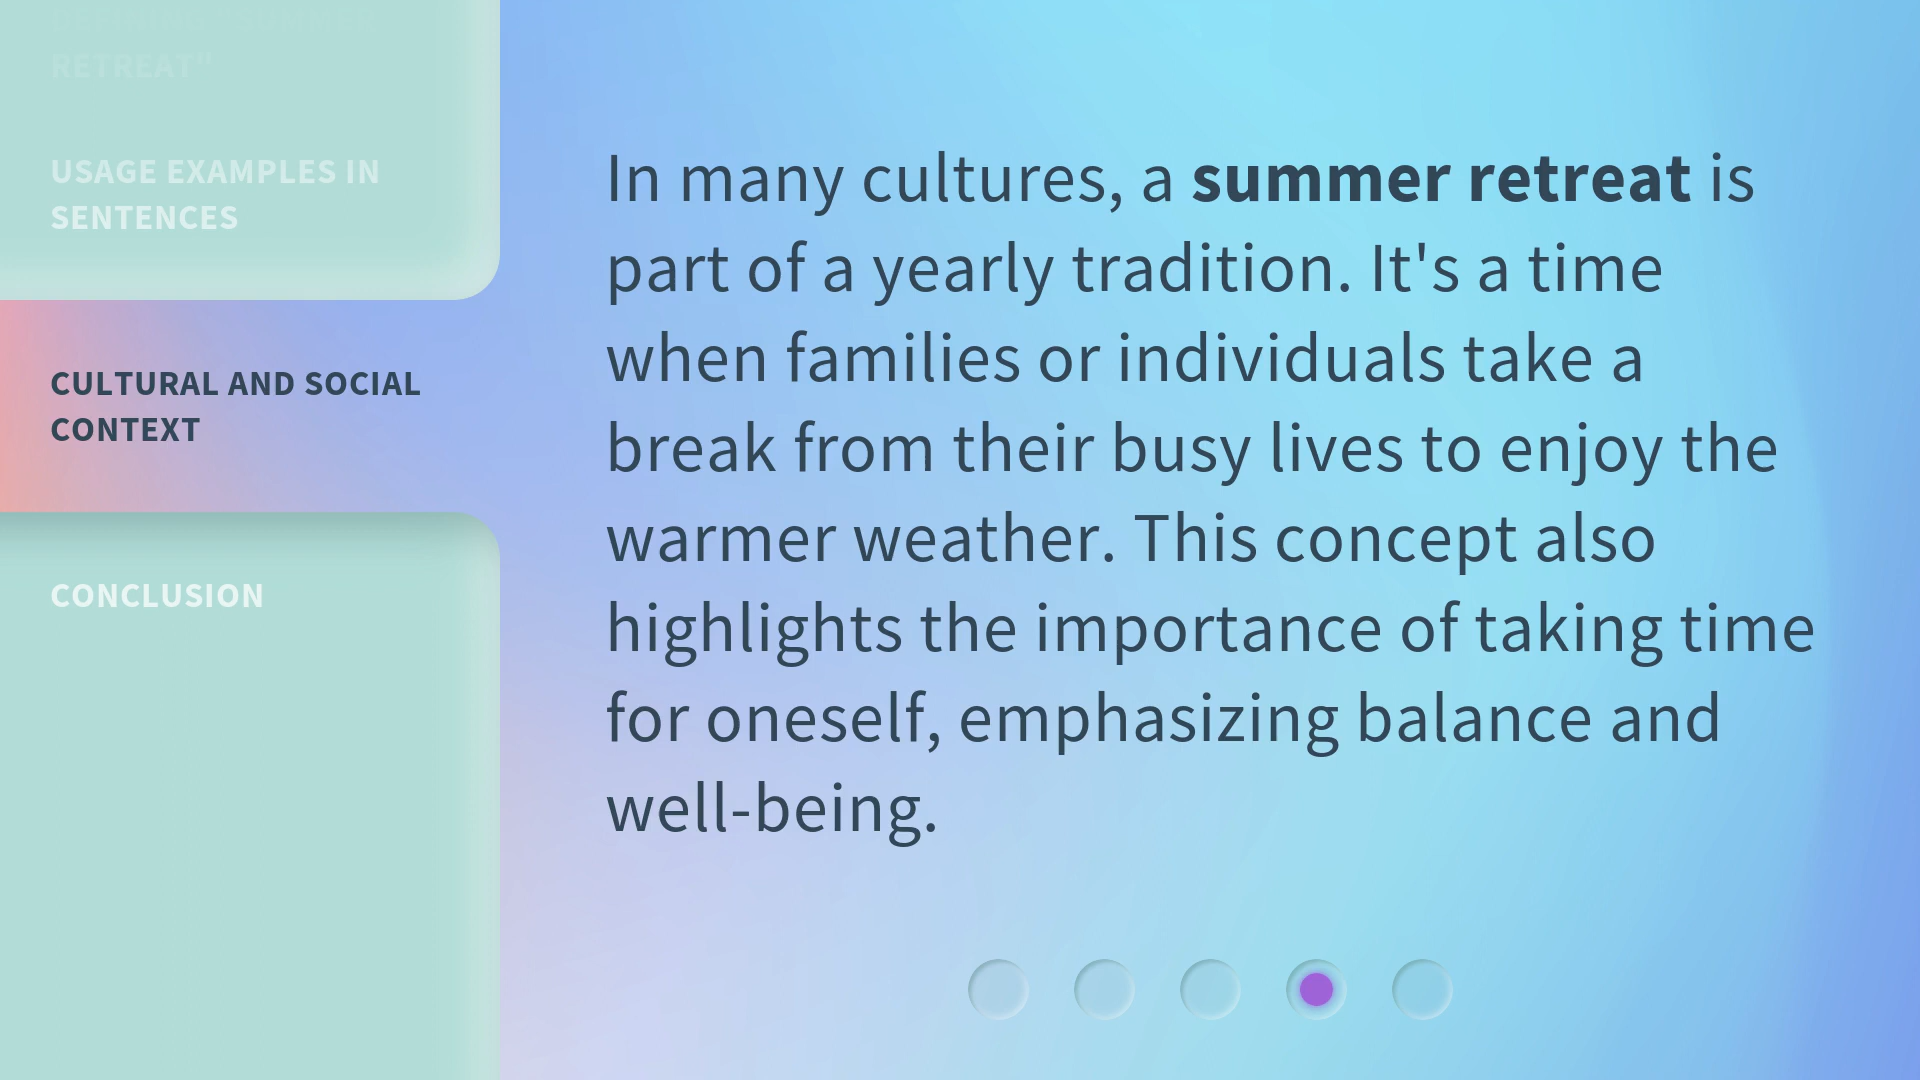 RETREAT"
USAGE EXAMPLES IN
SENTENCES
CULTURAL AND SOCIAL
CONTEXT
CONCLUSION
In many cultures, a summer retreat is
part of a yearly tradition. It's a time
when families or individuals take a
break from their busy lives to enjoy the
warmer weather. This concept also
highlights the importance of taking time
for oneself, emphasizing balance and
well-being.